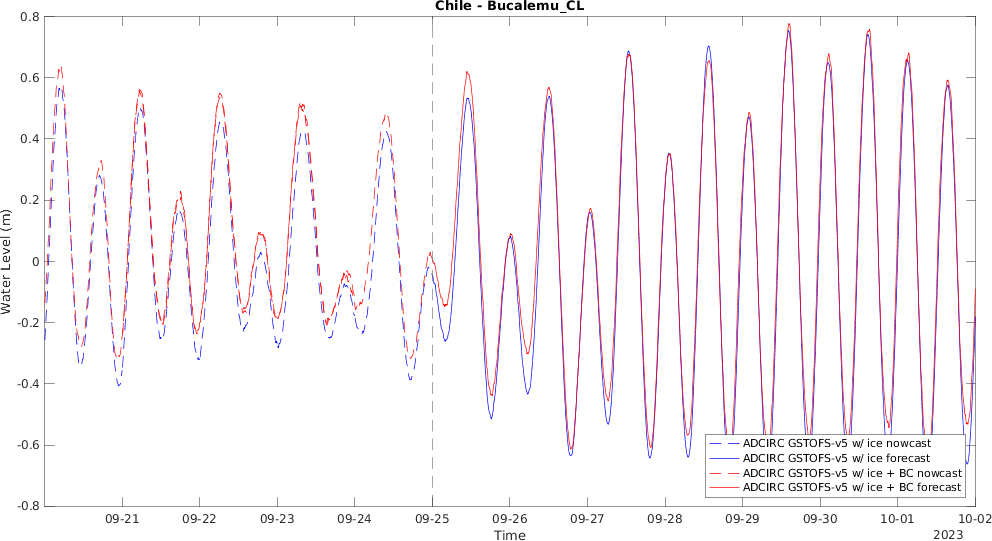 Chile - Bucalemu_CL
0.8
0.6
0.4
0.2
0
-0.2
-0.4
-0.6
-0.8
Water Level (m)
ADCIRC GSTOFS-v5 w/ ice nowcast
ADCIRC GSTOFS-v5 w/ ice forecast
ADCIRC GSTOFS-v5 w/ ice + BC nowcast
ADCIRC GSTOFS-v5 w/ ice + BC forecast
09-21 09-22 09-23 09-24 09-25 09-26 09-27 09-28 09-29 09-30 10-01 10-02
Time
2023